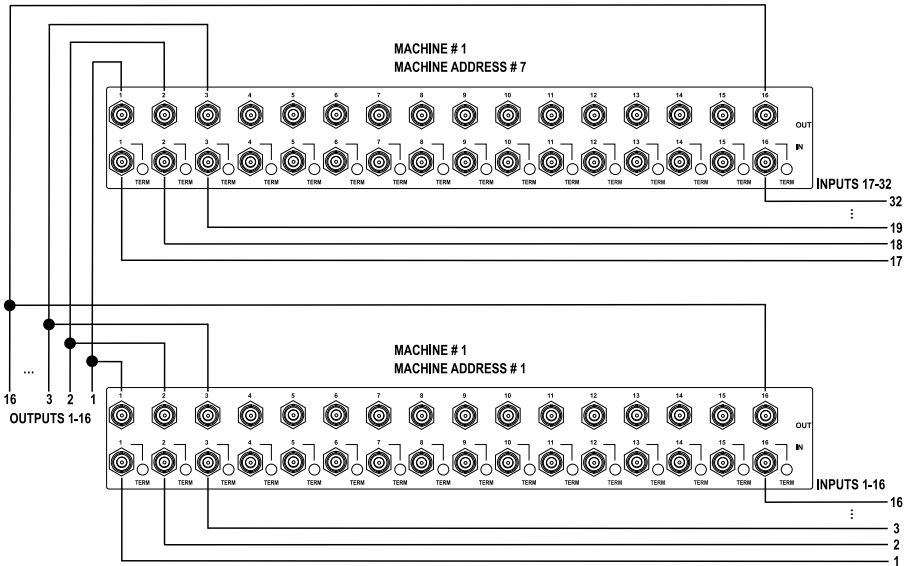 MACHINE # 1
MACHINE ADDRESS # 7
1 2 3 4 5 6 7 8 9 10 11 12 13 14 15 16
OUT
1 2 3 4 5 6 7 8 9 10 11 12 13 14 15 16
IN
TERM TERM TERM TERM TERM TERM TERM TERM TERM TERM TERM TERM TERM TERM TERM TERM
INPUTS 17-32
32
...
19
18
17
MACHINE # 1
MACHINE ADDRESS # 1
16 ... 3 2 1
OUTPUTS 1-16
1 2 3 4 5 6 7 8 9 10 11 12 13 14 15 16
OUT
1 2 3 4 5 6 7 8 9 10 11 12 13 14 15 16
IN
TERM TERM TERM TERM TERM TERM TERM TERM TERM TERM TERM TERM TERM TERM TERM TERM
INPUTS 1-16
16
...
3
2
1